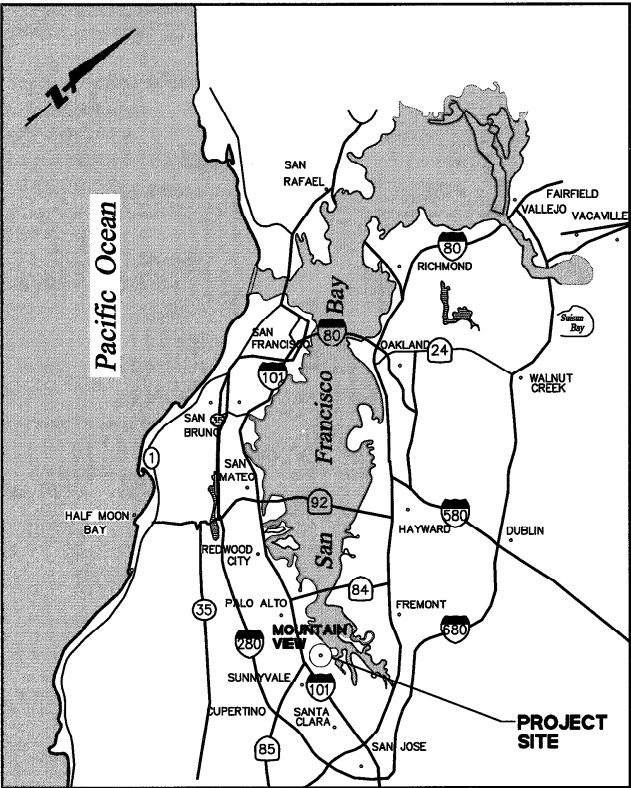 N
SAN
RAFAEL
FAIRFIELD
VALLEJO
VACAVILLE
80
RICHMOND
Pacific Ocean
San Francisco Bay
Suisun
Bay
SAN
FRANCISCO
80
OAKLAND
24
101
WALNUT
CREEK
SAN
BRUNO
35
1
SAN
MATEO
92
HALF MOON
BAY
HAYWARD
580
DUBLIN
REDWOOD
CITY
84
35
PALO ALTO
FREMONT
MOUNTAIN
VIEW
280
680
SUNNYVALE
101
CUPERTINO
SANTA
CLARA
PROJECT
SITE
85
SAN JOSE